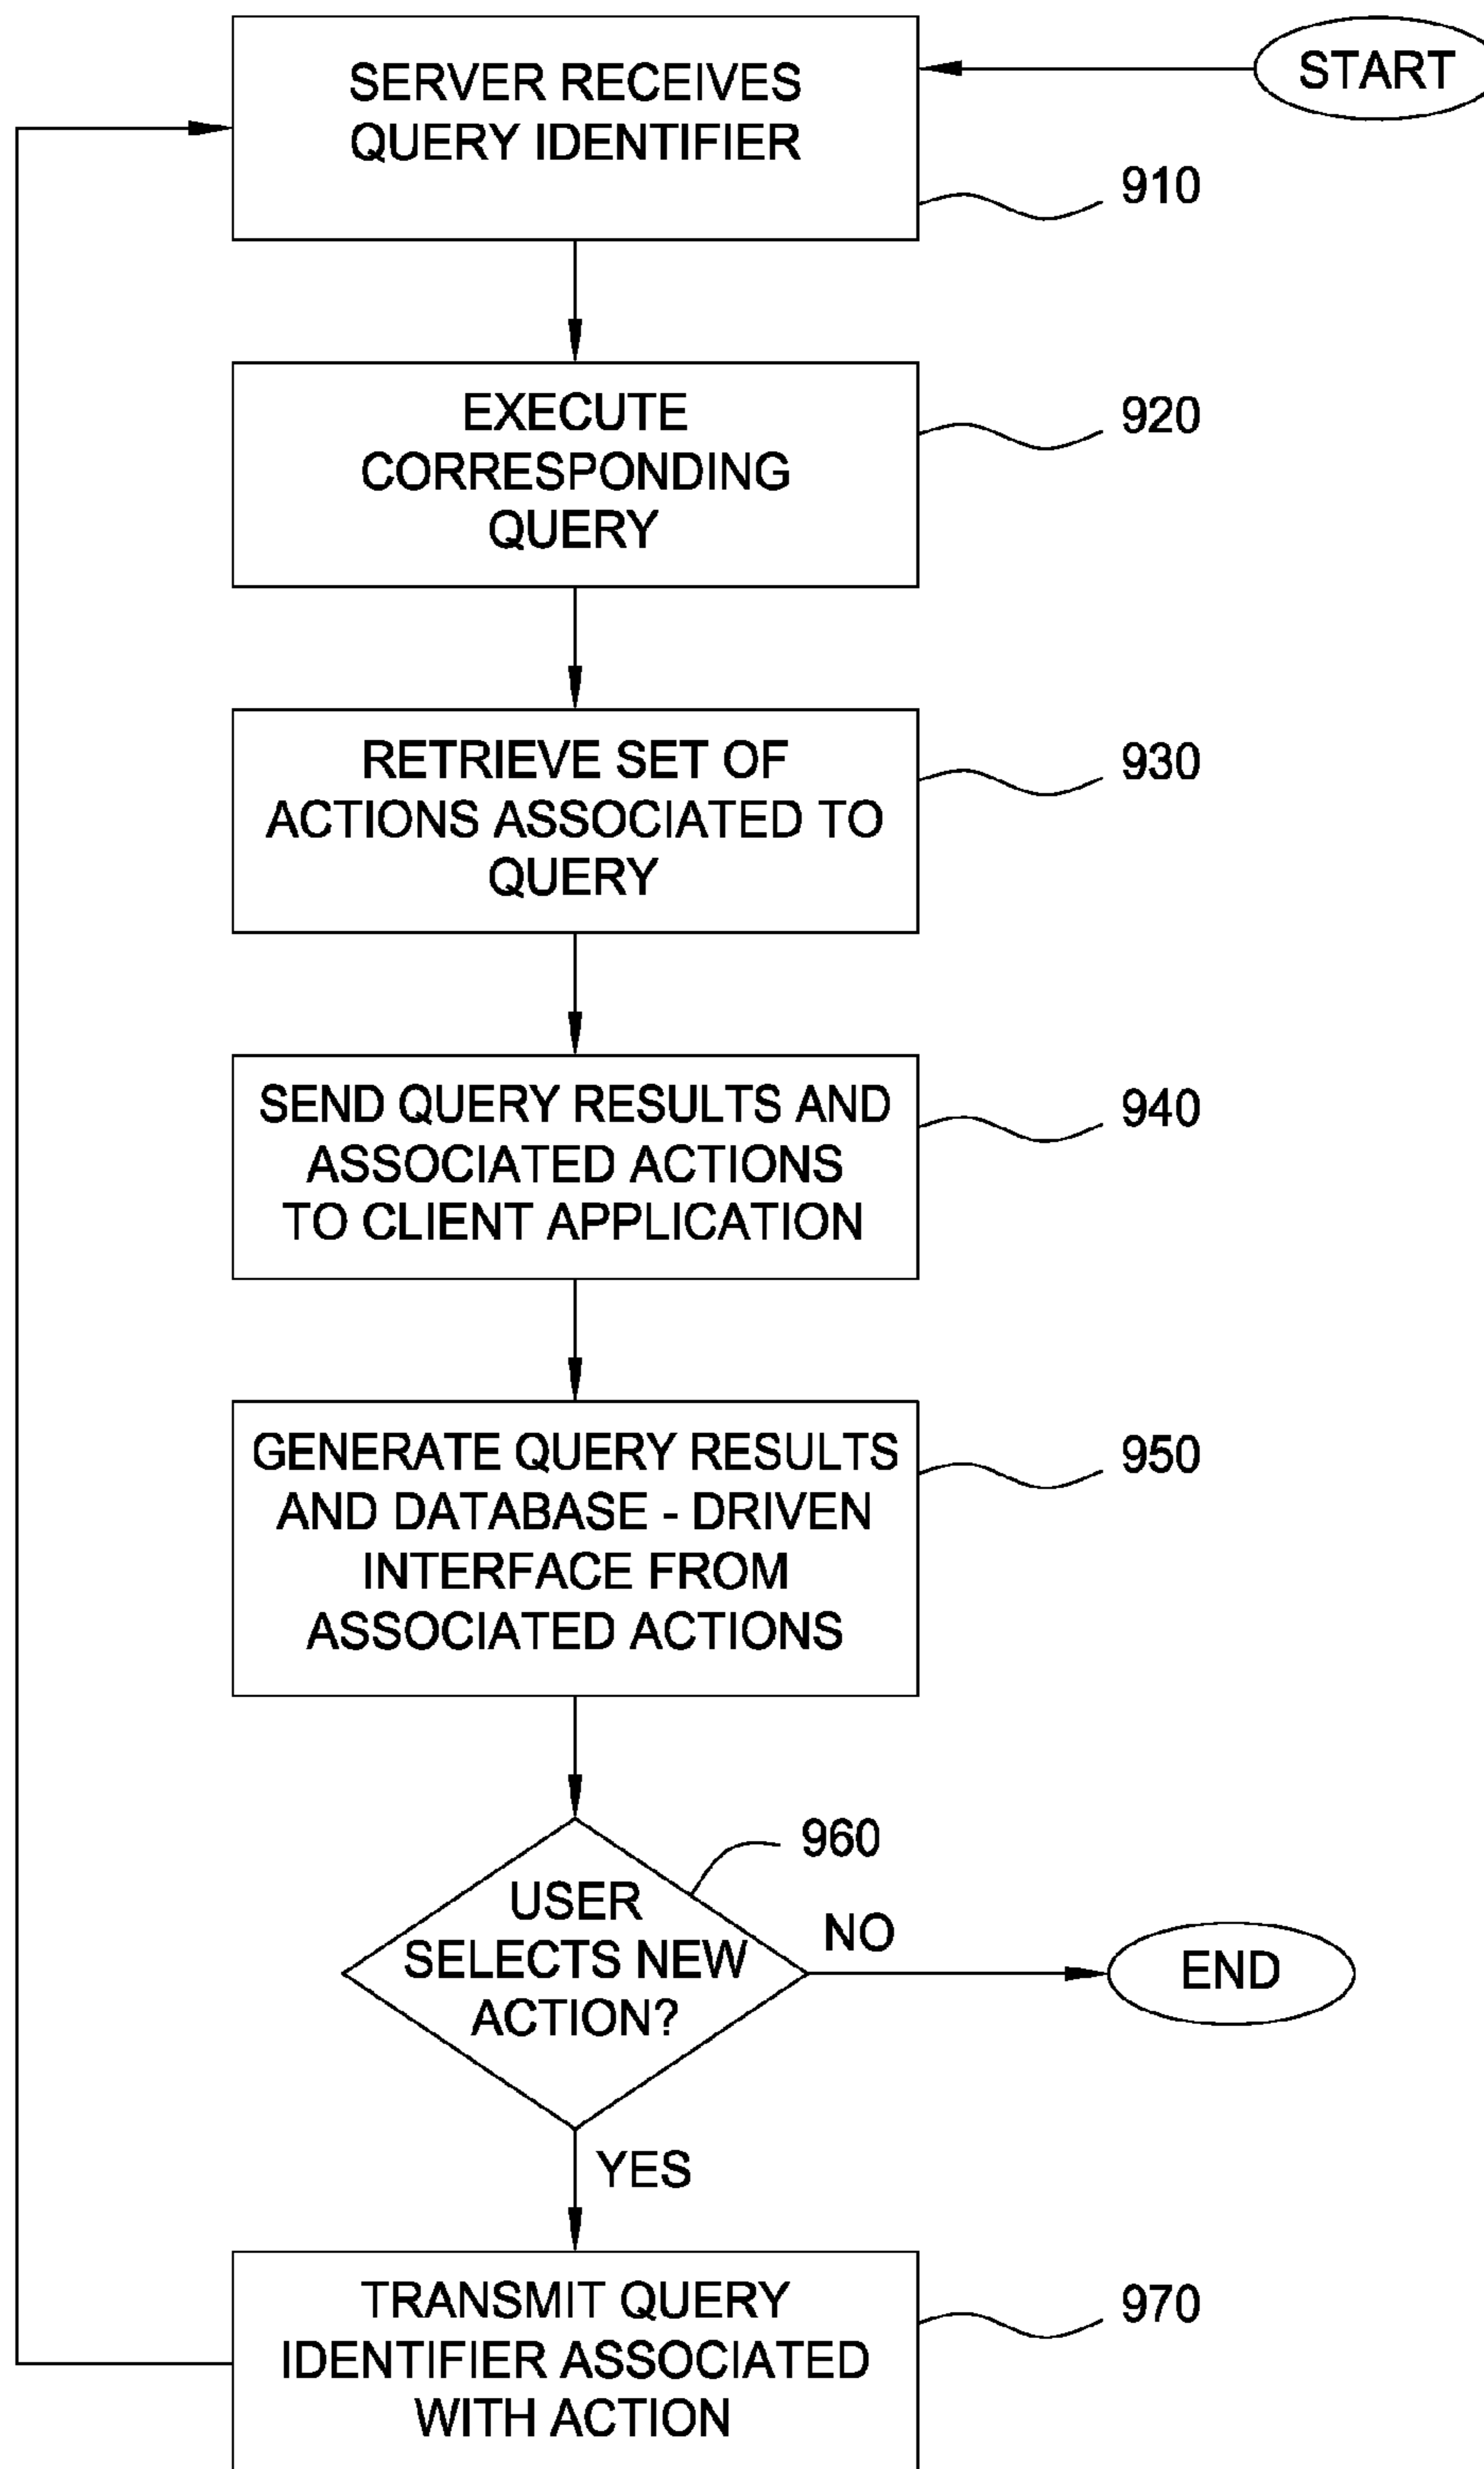 START
SERVER RECEIVES
QUERY IDENTIFIER
910
EXECUTE
CORRESPONDING
QUERY
920
RETRIEVE SET OF
ACTIONS ASSOCIATED TO
QUERY
930
SEND QUERY RESULTS AND
ASSOCIATED ACTIONS
TO CLIENT APPLICATION
940
GENERATE QUERY RESULTS
AND DATABASE - DRIVEN
INTERFACE FROM
ASSOCIATED ACTIONS
950
USER
SELECTS NEW
ACTION?
960
NO
END
YES
TRANSMIT QUERY
IDENTIFIER ASSOCIATED
WITH ACTION
970